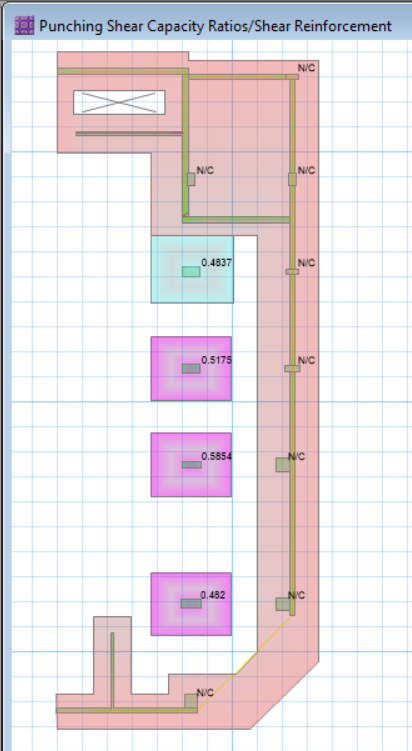 Punching Shear Capacity Ratios/Shear Reinforcement
N/C
N/C
N/C
0.4837
N/C
0.5175
N/C
0.5854
N/C
0.482
N/C
N/C